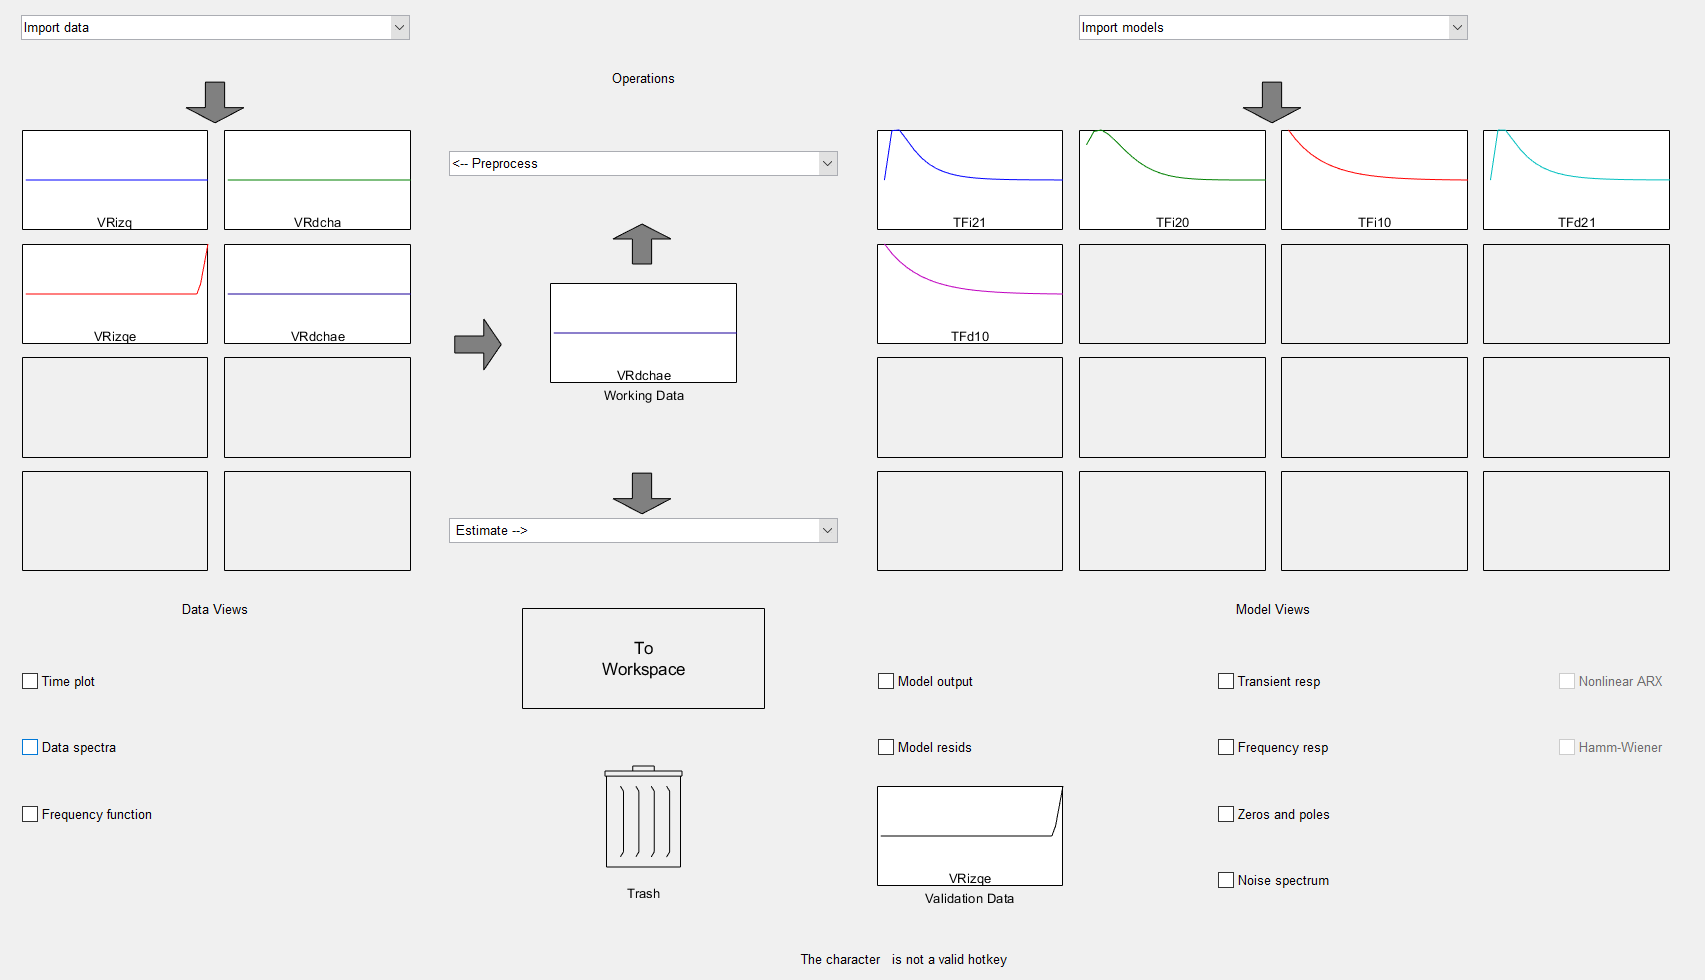 Import data
Import models
Operations
<-- Preprocess
VRizq
VRdcha
VRizqe
VRdchae
VRdchae
Working Data
TFi21
TFi20
TFi10
TFd21
TFd10
Estimate -->
Data Views
Time plot
Data spectra
Frequency function
To
Workspace
Trash
Model Views
Model output
Model resids
VRizqe
Validation Data
Transient resp
Frequency resp
Zeros and poles
Noise spectrum
Nonlinear ARX
Hamm-Wiener
The character   is not a valid hotkey